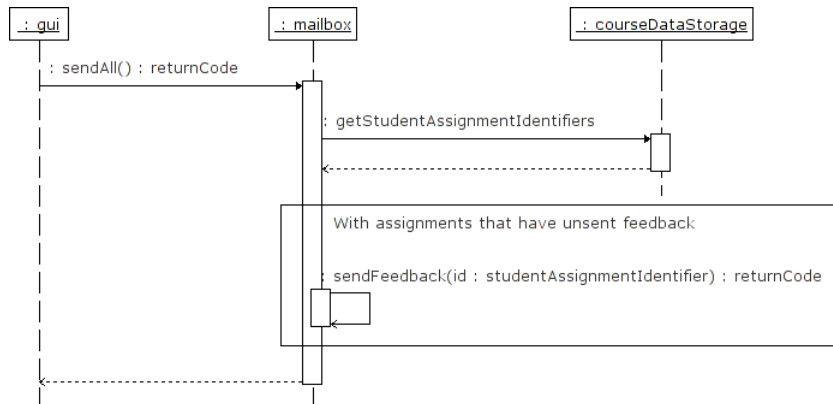 : gui
: mailbox
: courseDataStorage
: sendAll() : returnCode
: getStudentAssignmentIdentifiers
With assignments that have unsent feedback
: sendFeedback(id : studentAssignmentIdentifier) : returnCode